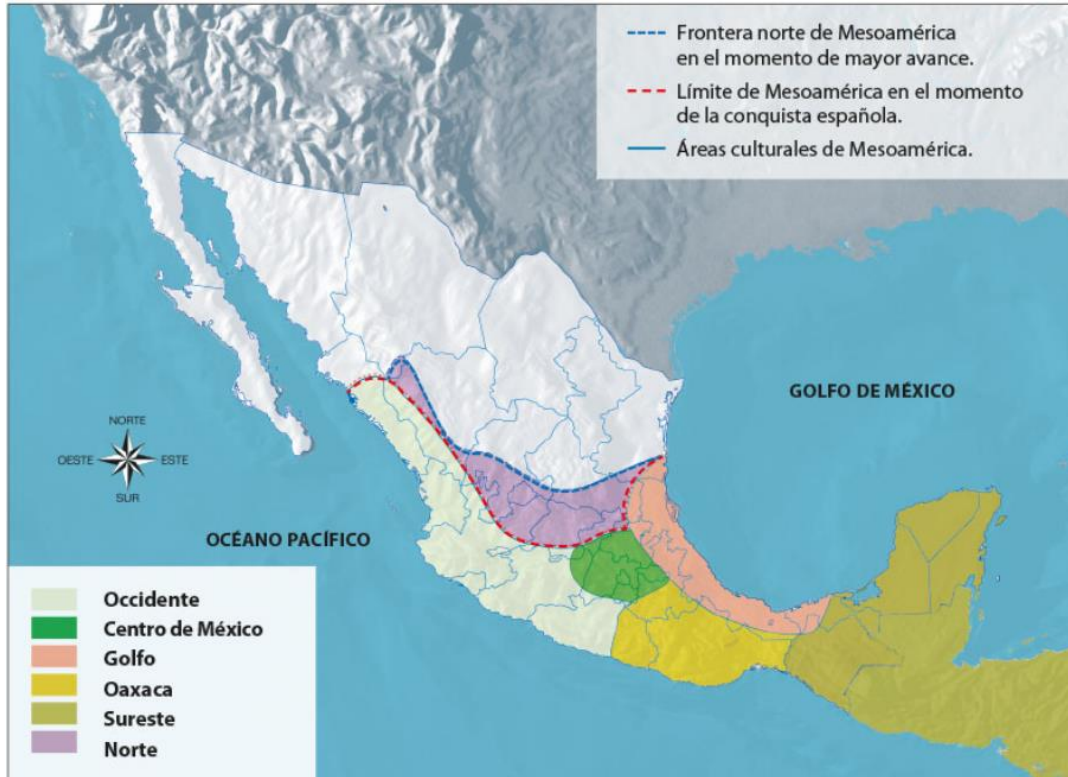 Frontera norte de Mesoamérica
en el momento de mayor avance.
Límite de Mesoamérica en el momento
de la conquista española.
Áreas culturales de Mesoamérica.
GOLFO DE MÉXICO
NORTE
OESTE
ESTE
SUR
OCÉANO PACÍFICO
Occidente
Centro de México
Golfo
Oaxaca
Sureste
Norte